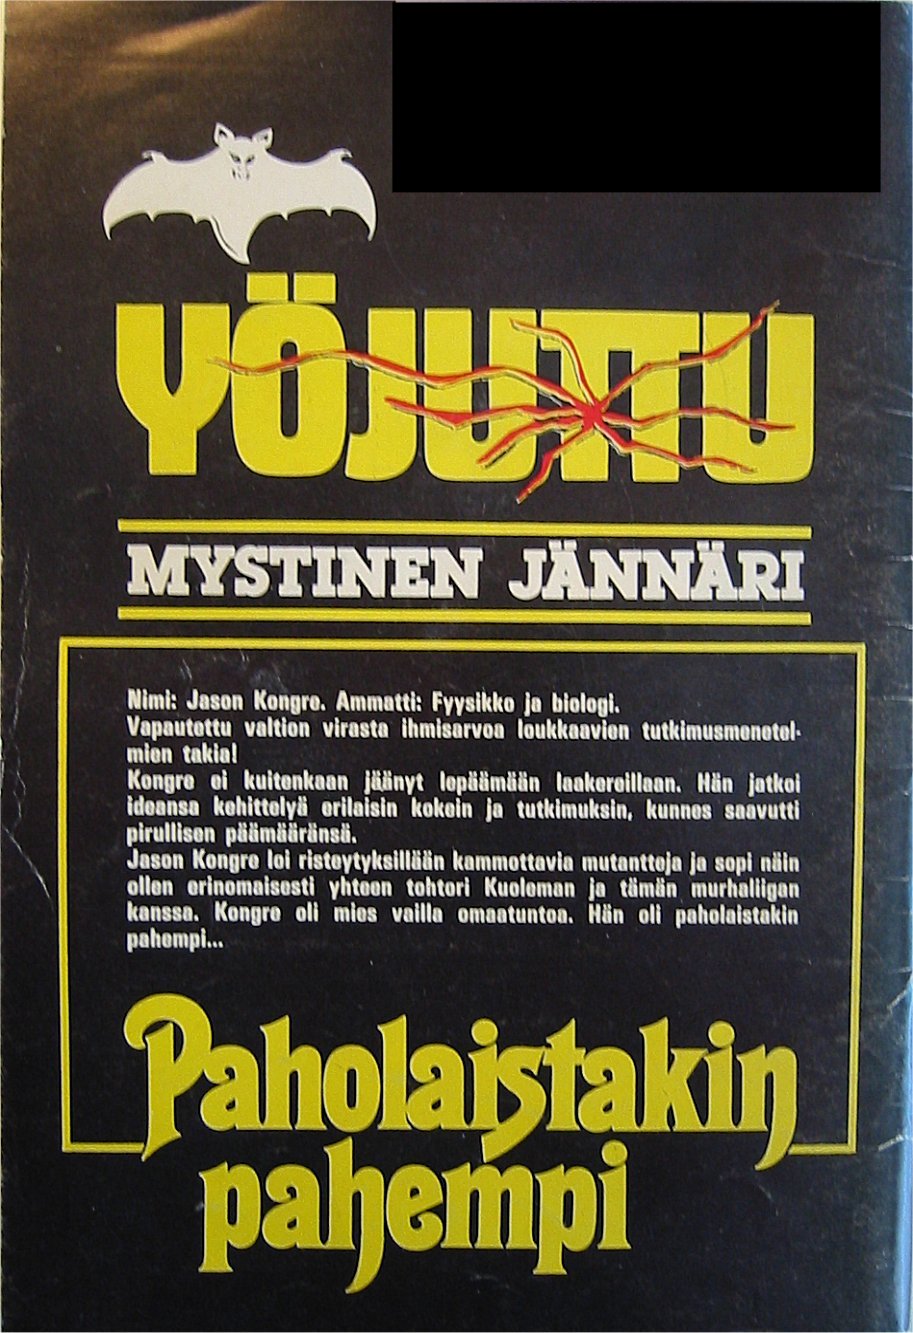 YÖJUTTU
MYSTINEN JÄNNÄRI
Nimi: Jason Kongre. Ammatti: Fyysikko ja biologi.
Vapautettu valtion virasta ihmisarvoa loukkaavien tutkimusmenetel-
mien takia!
Kongre ei kuitenkaan jäänyt lepäämään laakereillaan. Hän jatkoi
ideansa kehittelyä erilaisin kokein ja tutkimuksin, kunnes saavutti
pirullisen päämääränsä.
Jason Kongre loi risteytyksillään kammottavia mutantteja ja sopi näin
ollen erinomaisesti yhteen tohtori Kuoleman ja tämän murhaliigan
kanssa. Kongre oli mies vailla omaatuntoa. Hän oli paholaistakin
pahempi...
Paholaistakin
pahempi